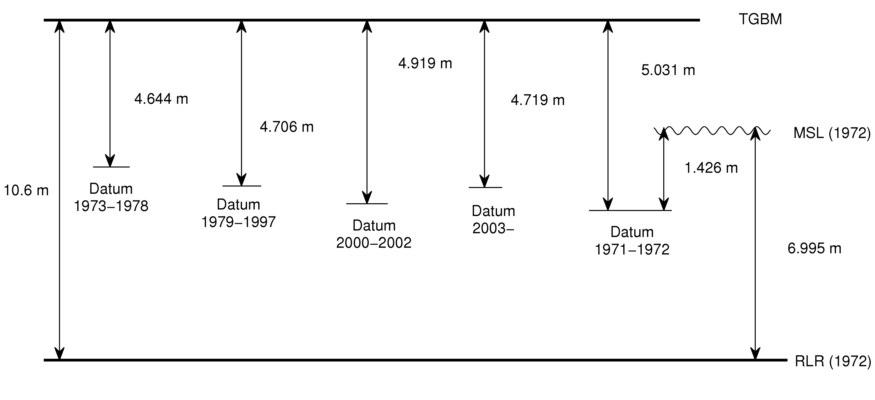 TGBM
4.919 m
5.031 m
4.644 m
4.719 m
4.706 m
MSL (1972)
1.426 m
10.6 m
Datum
1973–1978
Datum
1979–1997
Datum
2000–2002
Datum
2003–
Datum
1971–1972
6.995 m
RLR (1972)